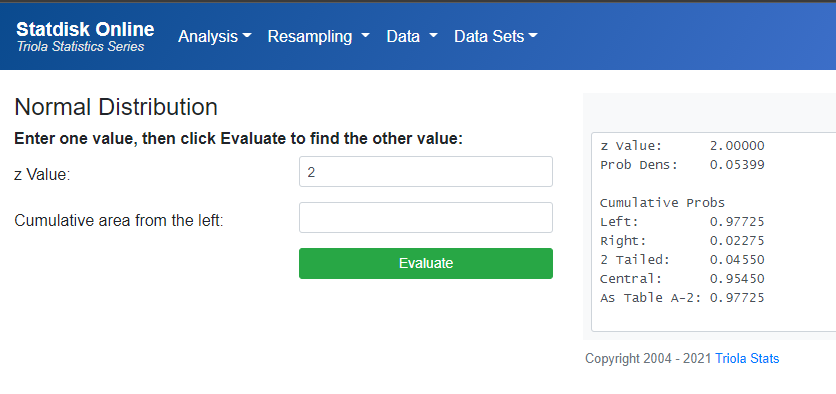 Statdisk Online
Triola Statistics Series
Analysis Resampling Data Data Sets
Normal Distribution
Enter one value, then click Evaluate to find the other value:
z Value: 2
Cumulative area from the left:
Evaluate
z Value: 2.00000
Prob Dens: 0.05399
Cumulative Probs
Left: 0.97725
Right: 0.02275
2 Tailed: 0.04550
Central: 0.95450
As Table A-2: 0.97725
Copyright 2004 - 2021 Triola Stats